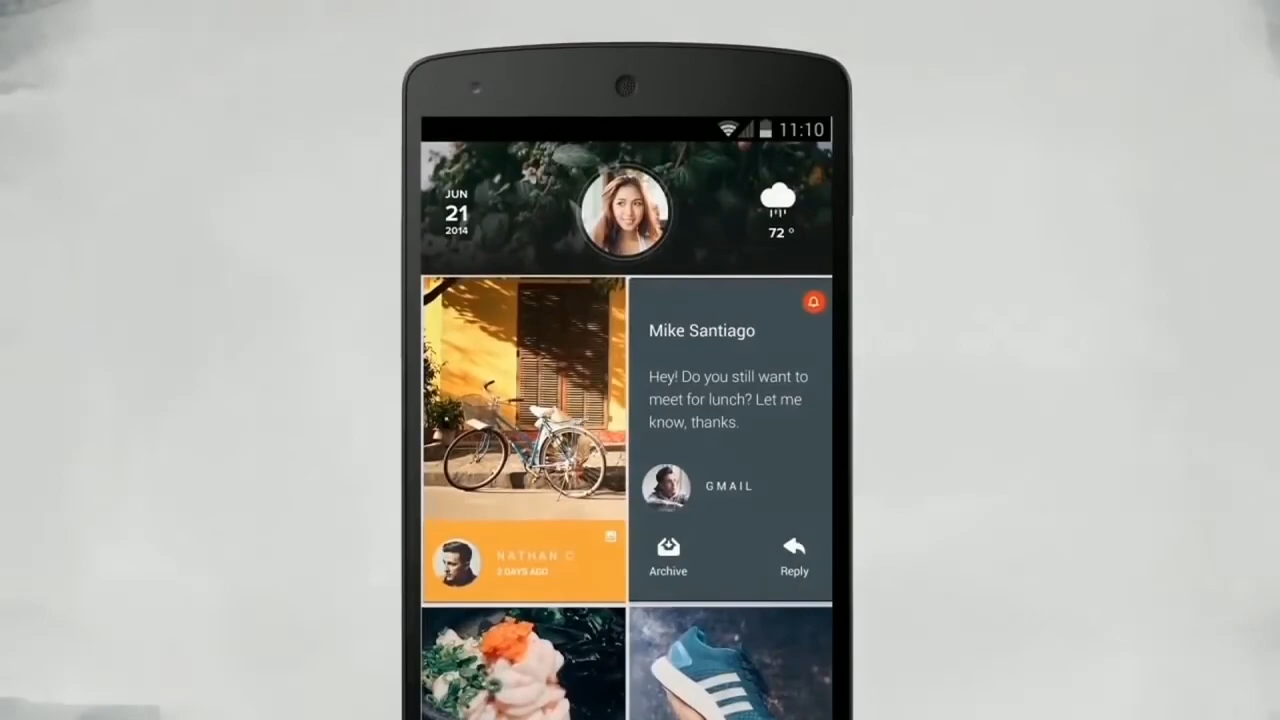 11:10
JUN
21
2014
72 °
Mike Santiago
Hey! Do you still want to
meet for lunch? Let me
know, thanks.
GMAIL
Archive
Reply
NATHAN C
2 DAYS AGO